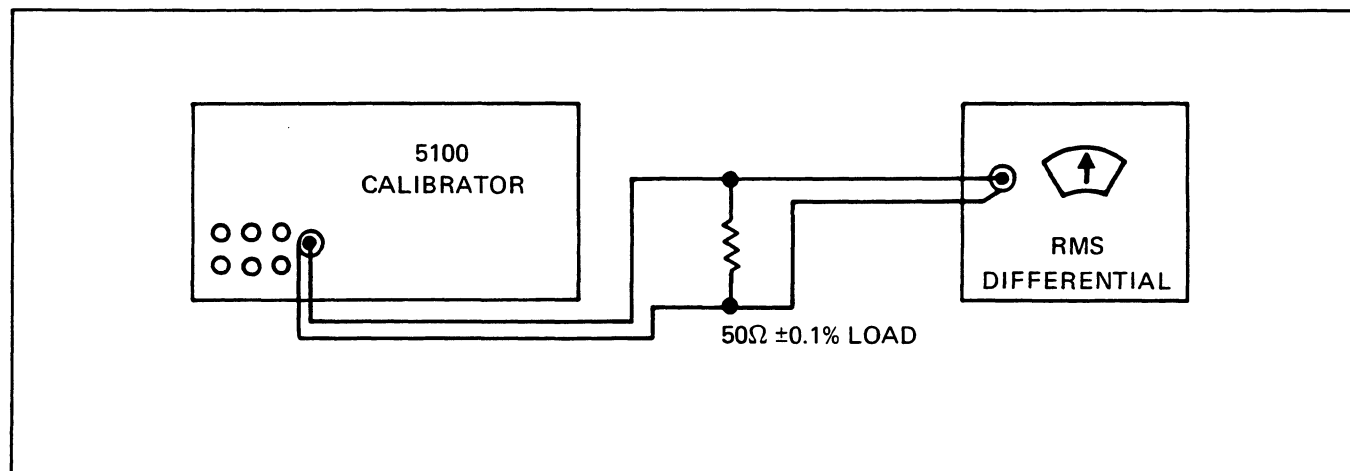 5100
CALIBRATOR
RMS
DIFFERENTIAL
50Ω ±0.1% LOAD